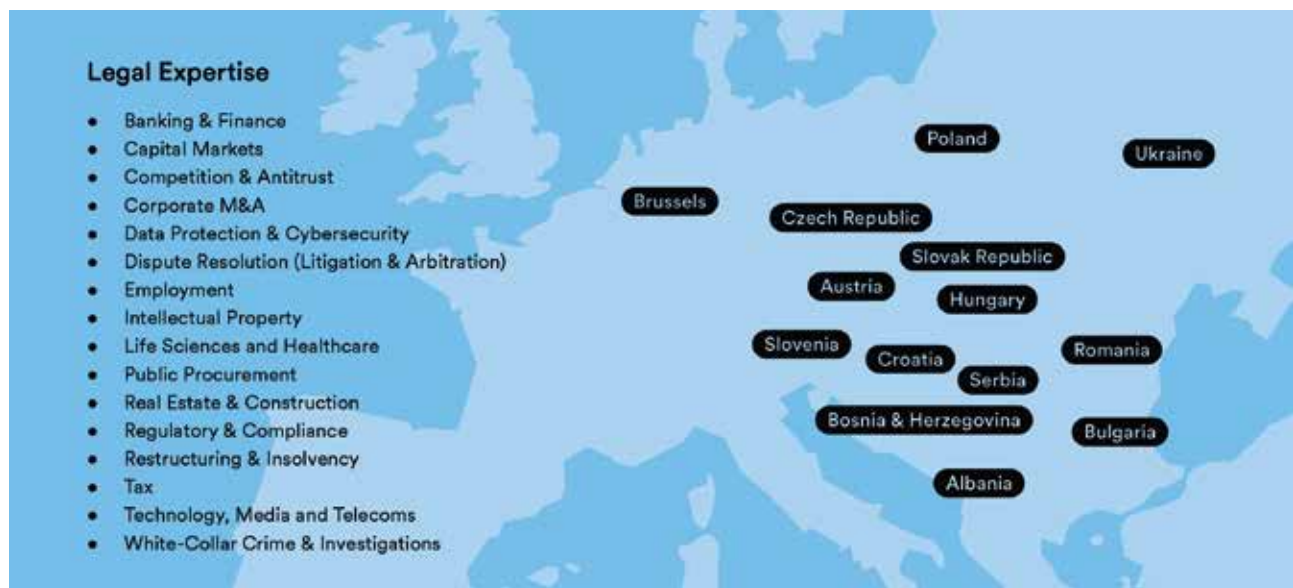 Legal Expertise
● Banking & Finance
● Capital Markets
● Competition & Antitrust
● Corporate M&A
● Data Protection & Cybersecurity
● Dispute Resolution (Litigation & Arbitration)
● Employment
● Intellectual Property
● Life Sciences and Healthcare
● Public Procurement
● Real Estate & Construction
● Regulatory & Compliance
● Restructuring & Insolvency
● Tax
● Technology, Media and Telecoms
● White-Collar Crime & Investigations
Poland
Ukraine
Brussels
Czech Republic
Slovak Republic
Austria
Hungary
Slovenia
Croatia
Romania
Serbia
Bosnia & Herzegovina
Bulgaria
Albania